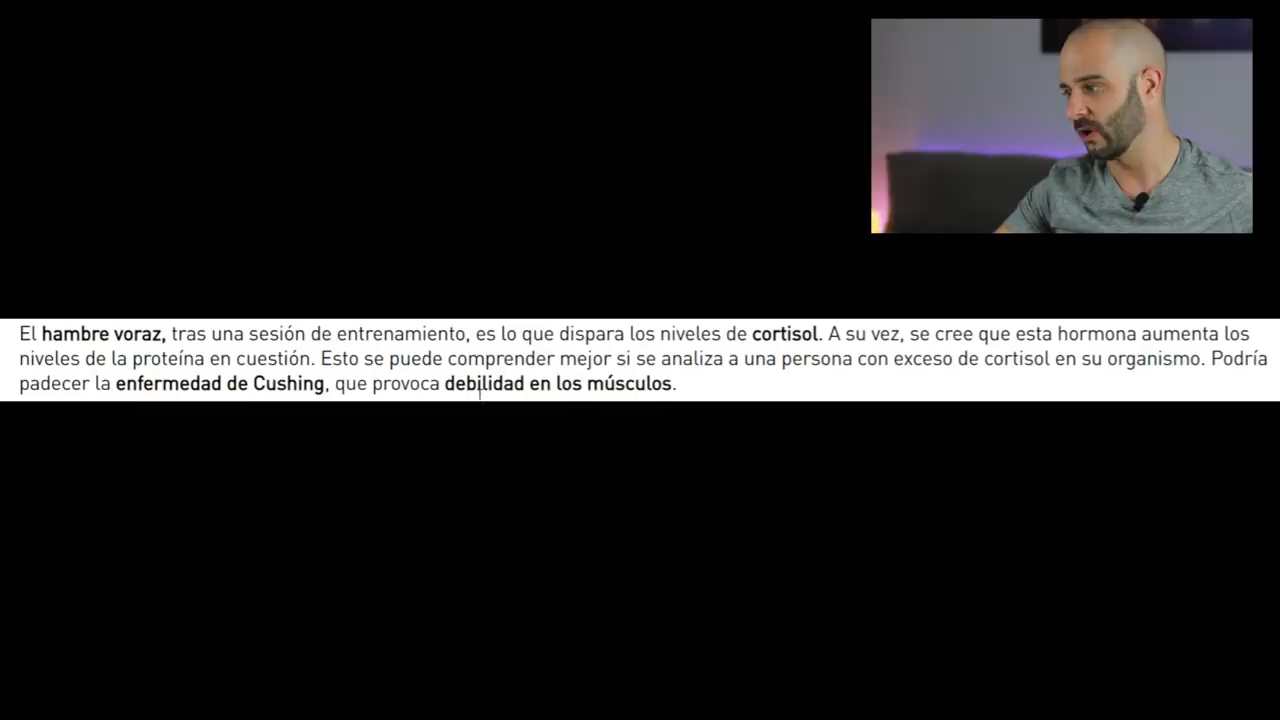 El hambre voraz, tras una sesión de entrenamiento, es lo que dispara los niveles de cortisol. A su vez, se cree que esta hormona aumenta los
niveles de la proteína en cuestión. Esto se puede comprender mejor si se analiza a una persona con exceso de cortisol en su organismo. Podría
padecer la enfermedad de Cushing, que provoca debilidad en los músculos.